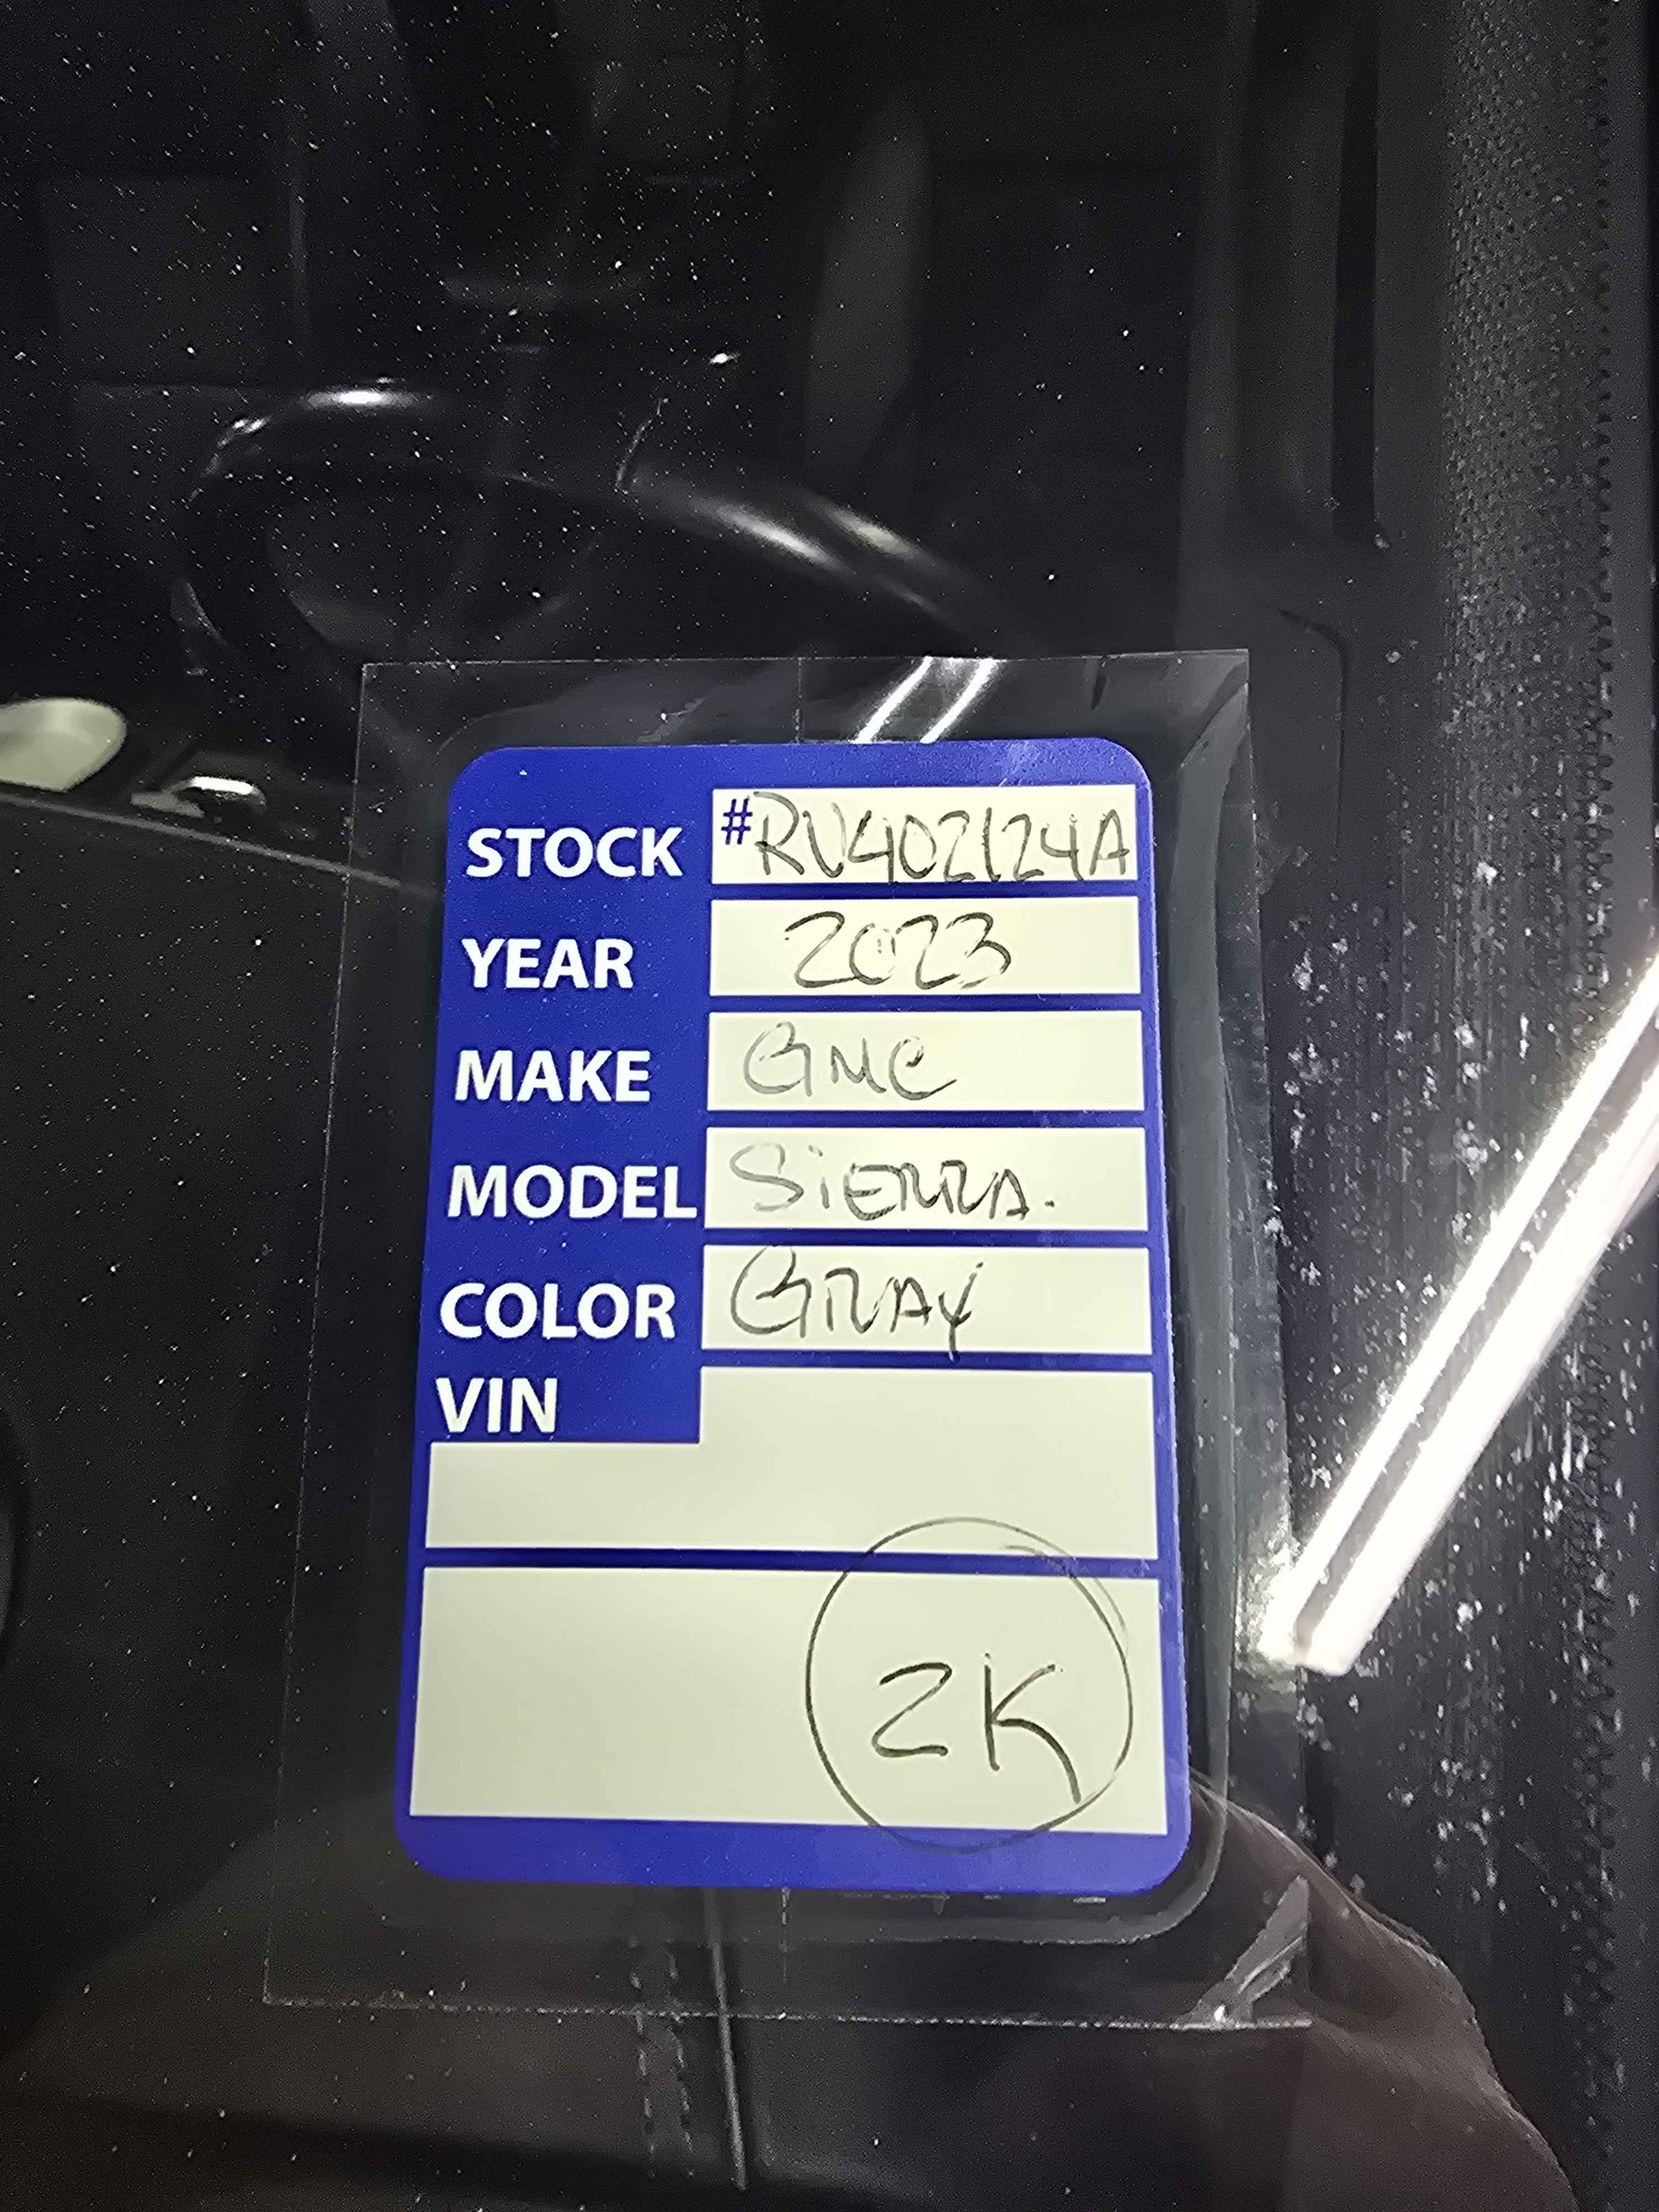 STOCK #RV402124A
YEAR 2023
MAKE GMC
MODEL SiERRA.
COLOR GRAY
VIN
2K